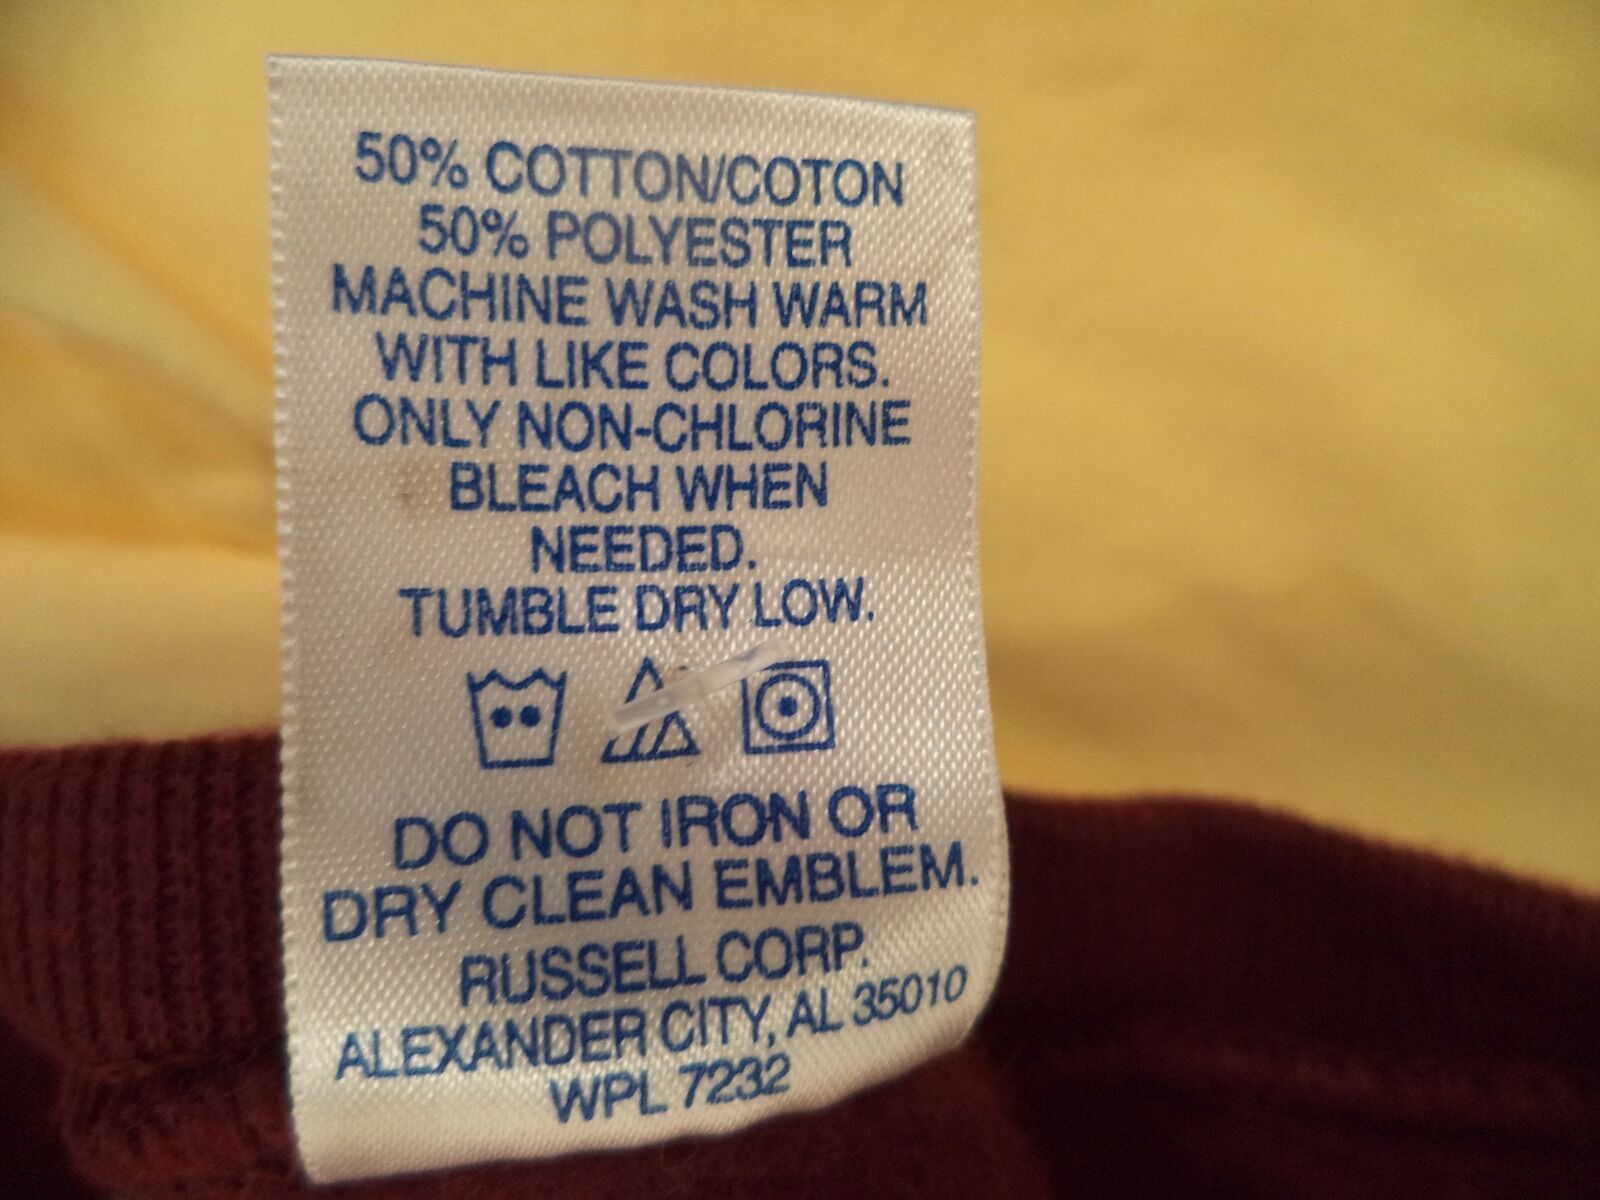 50% COTTON/COTON
50% POLYESTER
MACHINE WASH WARM
WITH LIKE COLORS.
ONLY NON-CHLORINE
BLEACH WHEN
NEEDED.
TUMBLE DRY LOW.
DO NOT IRON OR
DRY CLEAN EMBLEM.
RUSSELL CORP.
ALEXANDER CITY, AL 35010
WPL 7232